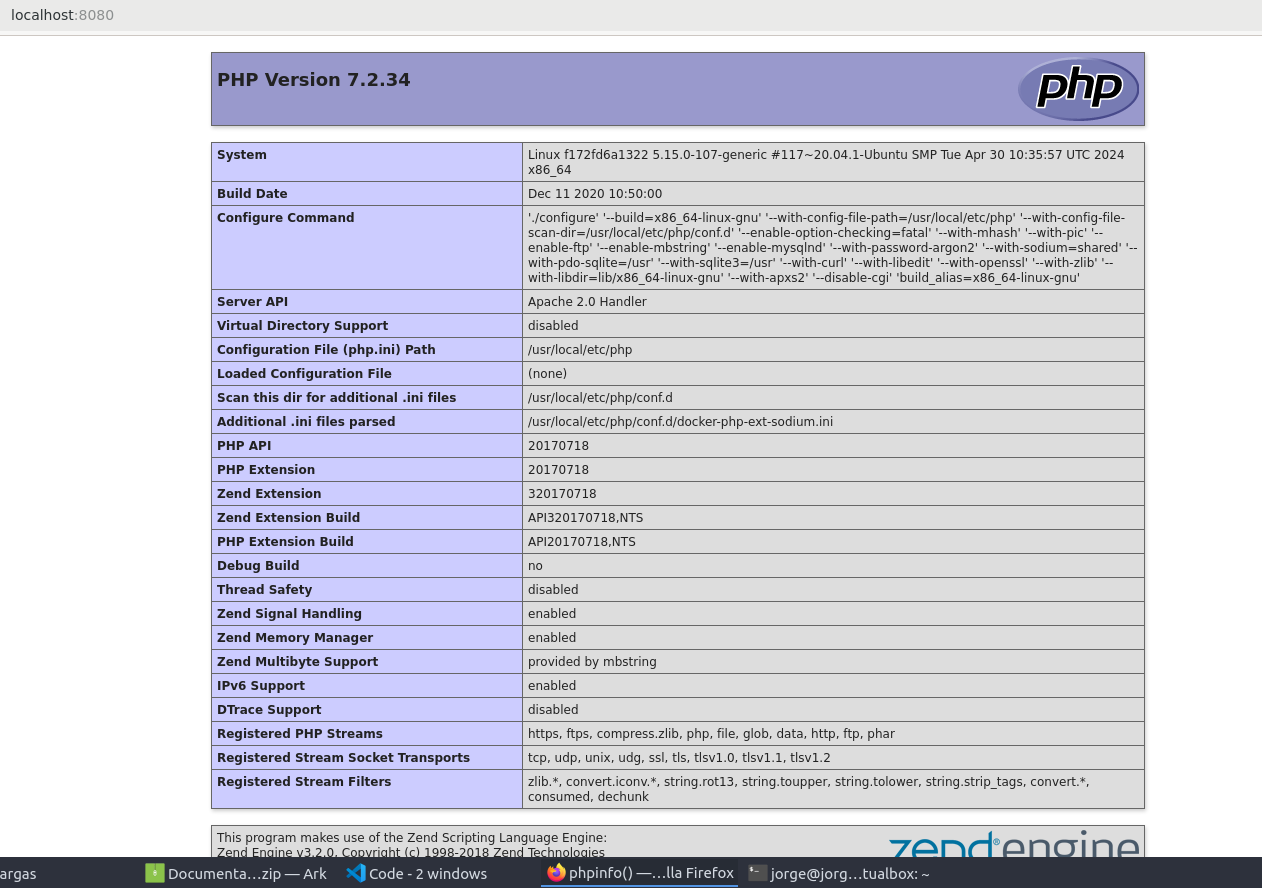 localhost:8080
PHP Version 7.2.34
php
System
Linux f172fd6a1322 5.15.0-107-generic #117~20.04.1-Ubuntu SMP Tue Apr 30 10:35:57 UTC 2024
x86_64
Build Date
Dec 11 2020 10:50:00
Configure Command
'./configure' '--build=x86_64-linux-gnu' '--with-config-file-path=/usr/local/etc/php' '--with-config-file-
scan-dir=/usr/local/etc/php/conf.d' '--enable-option-checking=fatal' '--with-mhash' '--with-pic' '--
enable-ftp' '--enable-mbstring' '--enable-mysqlnd' '--with-password-argon2' '--with-sodium=shared' '--
with-pdo-sqlite=/usr' '--with-sqlite3=/usr' '--with-curl' '--with-libedit' '--with-openssl' '--with-zlib' '--
with-libdir=lib/x86_64-linux-gnu' '--with-apxs2' '--disable-cgi' 'build_alias=x86_64-linux-gnu'
Server API
Apache 2.0 Handler
Virtual Directory Support
disabled
Configuration File (php.ini) Path
/usr/local/etc/php
Loaded Configuration File
(none)
Scan this dir for additional .ini files
/usr/local/etc/php/conf.d
Additional .ini files parsed
/usr/local/etc/php/conf.d/docker-php-ext-sodium.ini
PHP API
20170718
PHP Extension
20170718
Zend Extension
320170718
Zend Extension Build
API320170718,NTS
PHP Extension Build
API20170718,NTS
Debug Build
no
Thread Safety
disabled
Zend Signal Handling
enabled
Zend Memory Manager
enabled
Zend Multibyte Support
provided by mbstring
IPv6 Support
enabled
DTrace Support
disabled
Registered PHP Streams
https, ftps, compress.zlib, php, file, glob, data, http, ftp, phar
Registered Stream Socket Transports
tcp, udp, unix, udg, ssl, tls, tlsv1.0, tlsv1.1, tlsv1.2
Registered Stream Filters
zlib.*, convert.iconv.*, string.rot13, string.toupper, string.tolower, string.strip_tags, convert.*,
consumed, dechunk
This program makes use of the Zend Scripting Language Engine:
Zend Engine v3.2.0, Copyright (c) 1998-2018 Zend Technologies
zend®engine
argas
Documenta...zip — Ark
Code - 2 windows
phpinfo() —...lla Firefox
jorge@jorg...tualbox: ~